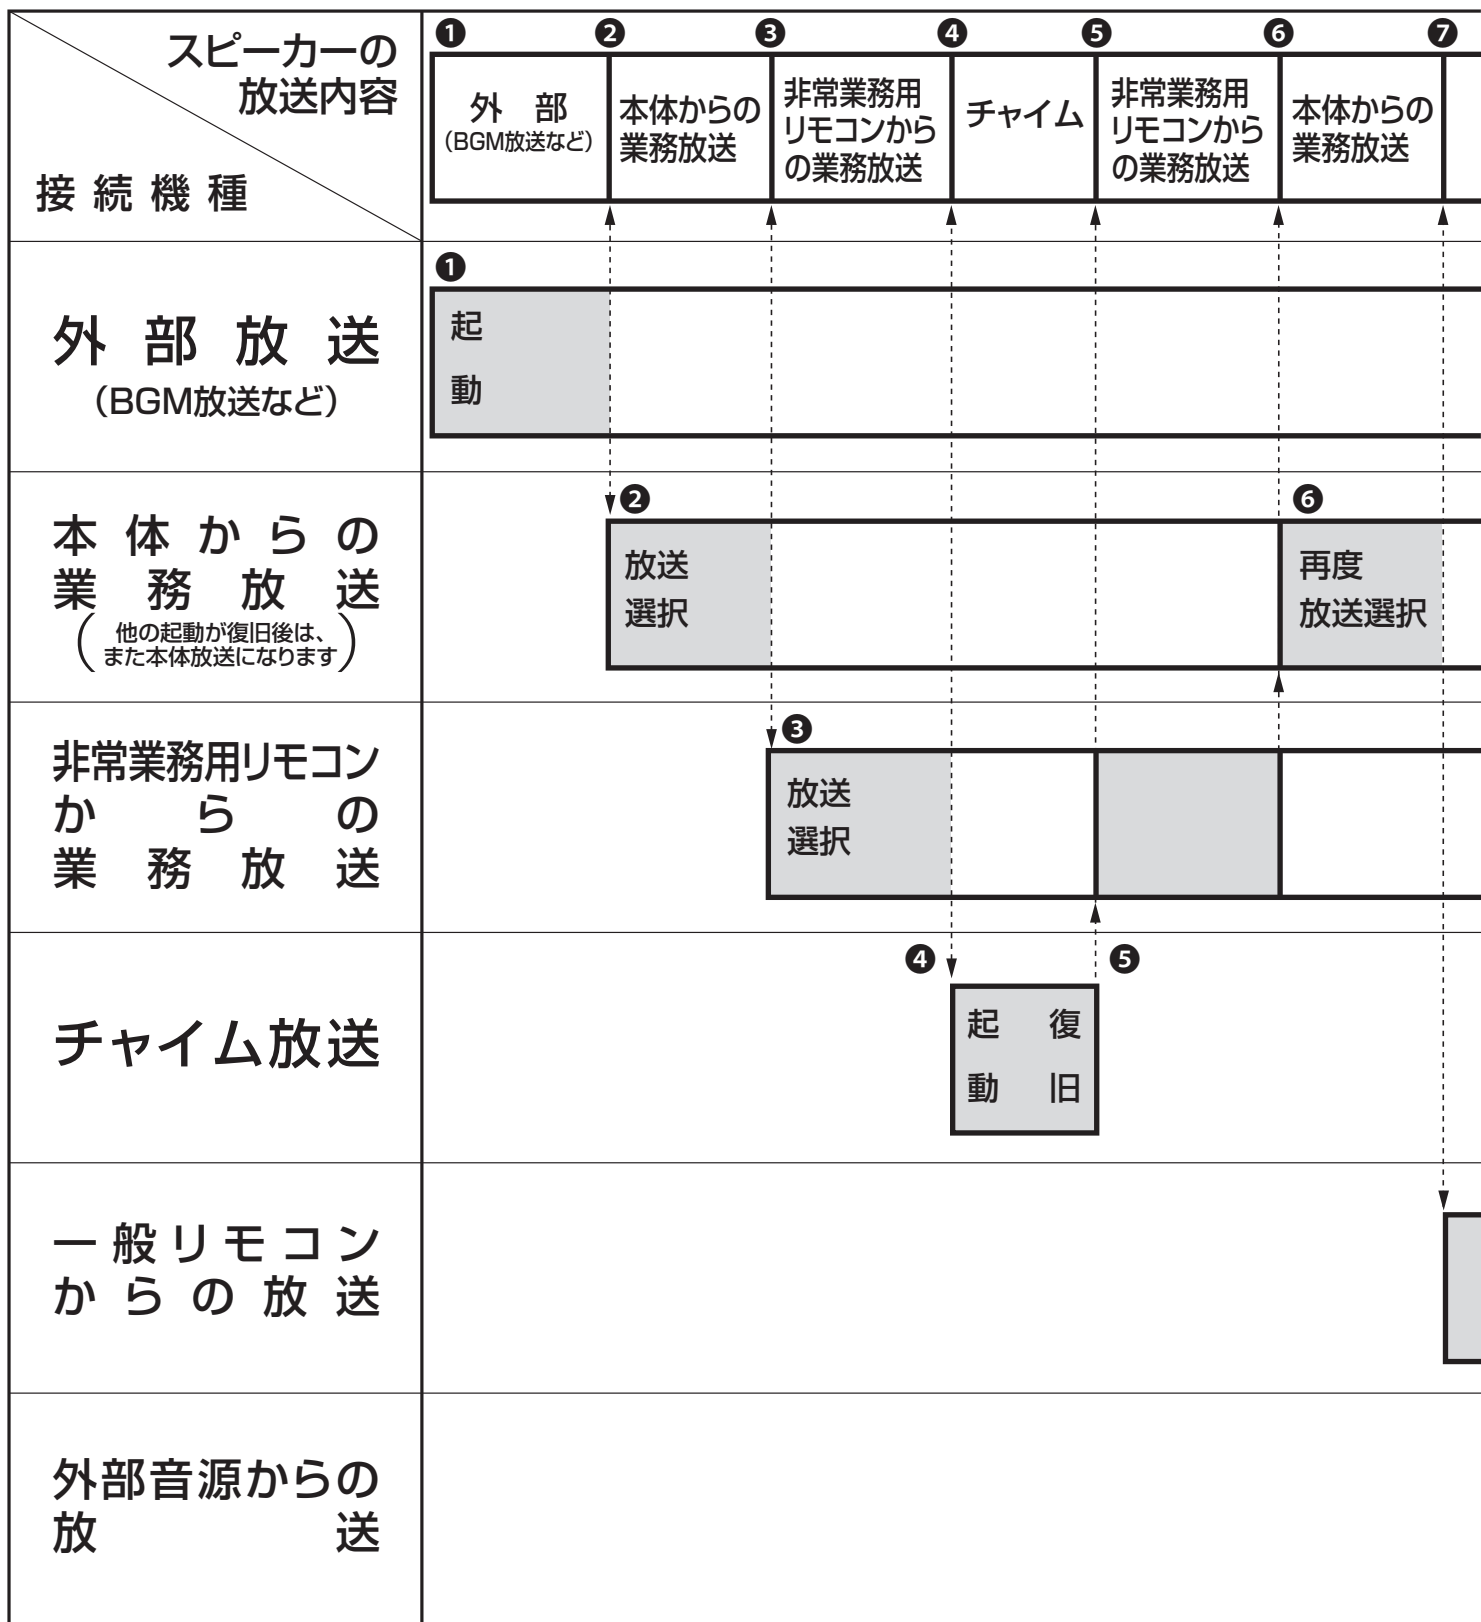 スピーカーの
放送内容
接続機種
❶ ❷ ❸ ❹ ❺ ❻ ❼
外部
(BGM放送など)
本体からの
業務放送
非常業務用
リモコンから
の業務放送
チャイム
非常業務用
リモコンから
の業務放送
本体からの
業務放送
外部放送
(BGM放送など)
❶
起
動
本体からの
業務放送
(他の起動が復旧後は、
また本体放送になります)
❷
放送
選択
❻
再度
放送選択
非常業務用リモコン
からの
業務放送
❸
放送
選択
チャイム放送
❹ ❺
起 復
動 旧
一般リモコン
からの放送
外部音源からの
放送